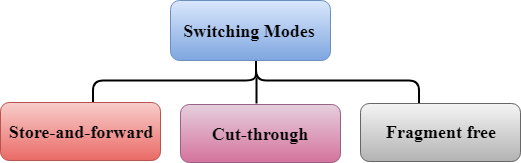 Switching Modes
Store-and-forward
Cut-through
Fragment free